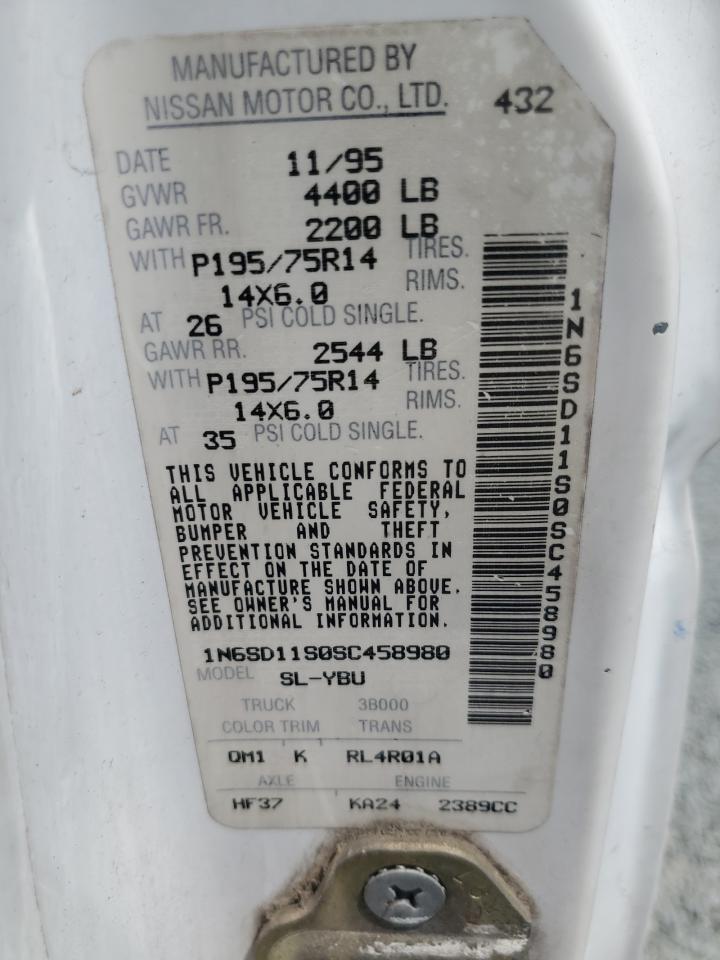 MANUFACTURED BY
NISSAN MOTOR CO., LTD. 432
DATE 11/95
GVWR 4400 LB
GAWR FR. 2200 LB
WITH P195/75R14 TIRES.
14X6.0 RIMS.
AT 26 PSI COLD SINGLE.
GAWR RR. 2544 LB
WITH P195/75R14 TIRES.
14X6.0 RIMS.
AT 35 PSI COLD SINGLE.
THIS VEHICLE CONFORMS TO
ALL APPLICABLE FEDERAL
MOTOR VEHICLE SAFETY,
BUMPER AND THEFT
PREVENTION STANDARDS IN
EFFECT ON THE DATE OF
MANUFACTURE SHOWN ABOVE.
SEE OWNER'S MANUAL FOR
ADDITIONAL INFORMATION.
1N6SD11S0SC458980
MODEL SL-YBU
TRUCK 3B000
COLOR TRIM TRANS
QM1 K RL4R01A
AXLE ENGINE
HF37 KA24 2389CC
1N6SD11S0SC458980